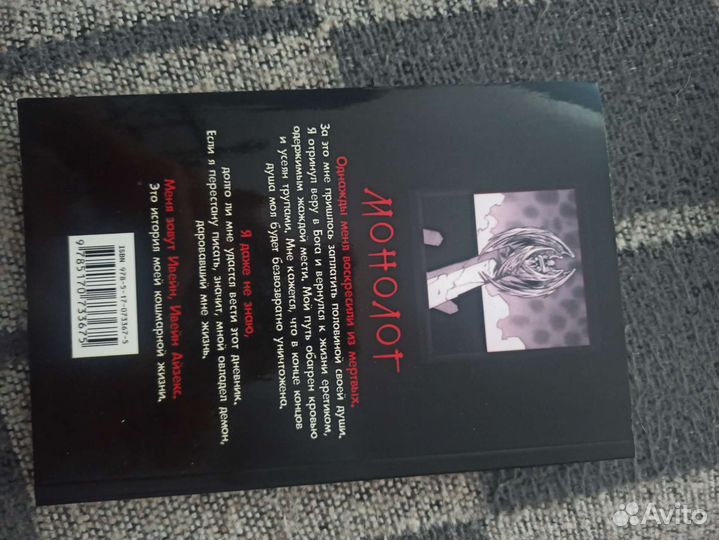 МОНОЛОГ
Однажды меня воскресили из мертвых.
За это мне пришлось заплатить половиной своей души.
Я отринул веру в Бога и вернулся к жизни еретиком,
одержимым жаждой мести. Мой путь обагрен кровью
и усеян трупами. Мне кажется, что в конце концов
душа моя будет безвозвратно уничтожена.
Я даже не знаю,
долго ли мне удастся вести этот дневник.
Если я перестану писать, значит, мной овладел демон,
даровавший мне жизнь.
Меня зовут Ивейн, Ивейн Айзекс.
Это история моей кошмарной жизни.
ISBN 978-5-17-073367-5
9785170733675
Avito